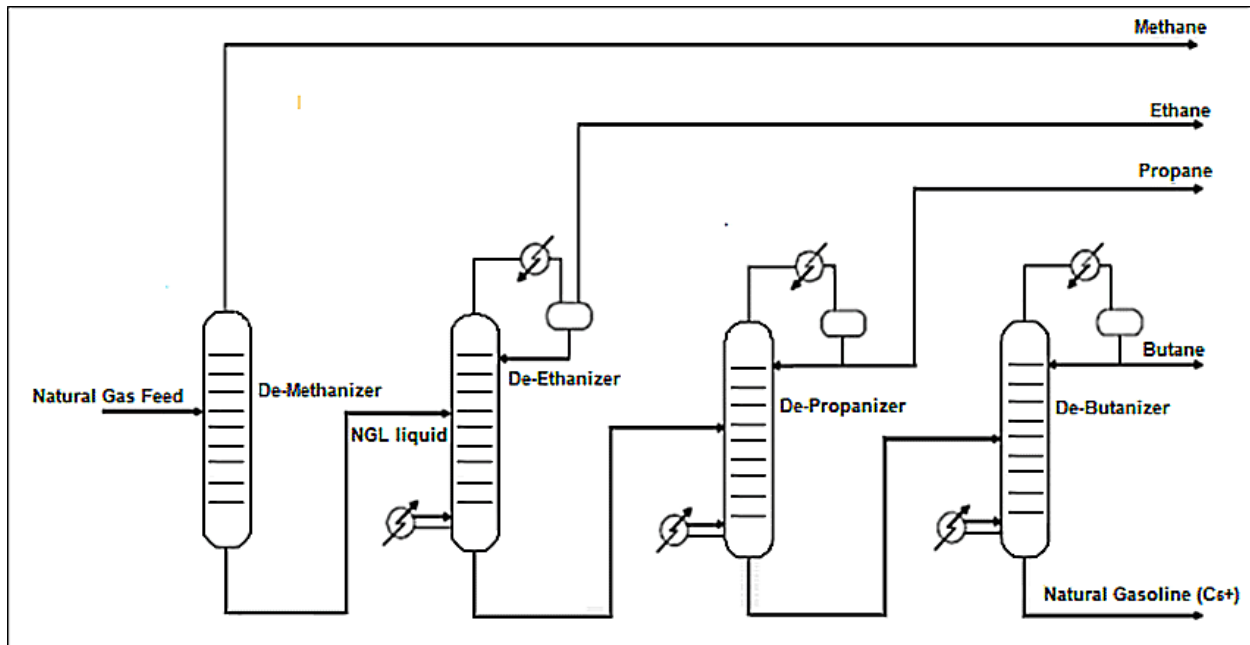 Methane
Ethane
Propane
Natural Gas Feed
De-Methanizer
NGL liquid
De-Ethanizer
De-Propanizer
Butane
De-Butanizer
Natural Gasoline (C5+)